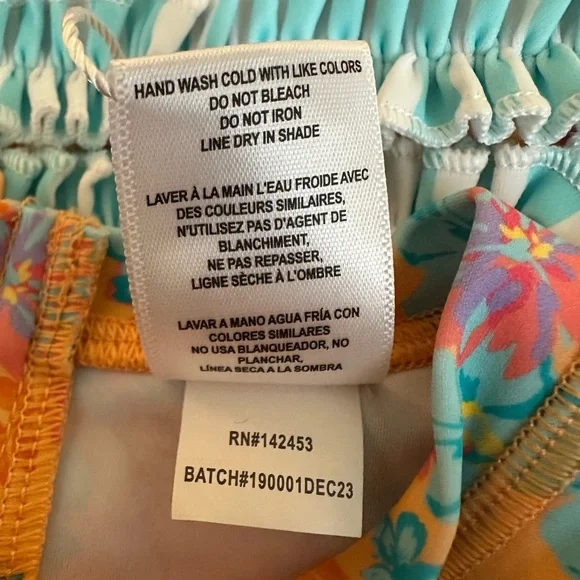 HAND WASH COLD WITH LIKE COLORS
DO NOT BLEACH
DO NOT IRON
LINE DRY IN SHADE
LAVER À LA MAIN L'EAU FROIDE AVEC
DES COULEURS SIMILAIRES,
N'UTILISEZ PAS D'AGENT DE
BLANCHIMENT,
NE PAS REPASSER,
LIGNE SÈCHE À L'OMBRE
LAVAR A MANO AGUA FRÍA CON
COLORES SIMILARES
NO USA BLANQUEADOR, NO
PLANCHAR,
LÍNEA SECA A LA SOMBRA
RN#142453
BATCH#190001DEC23